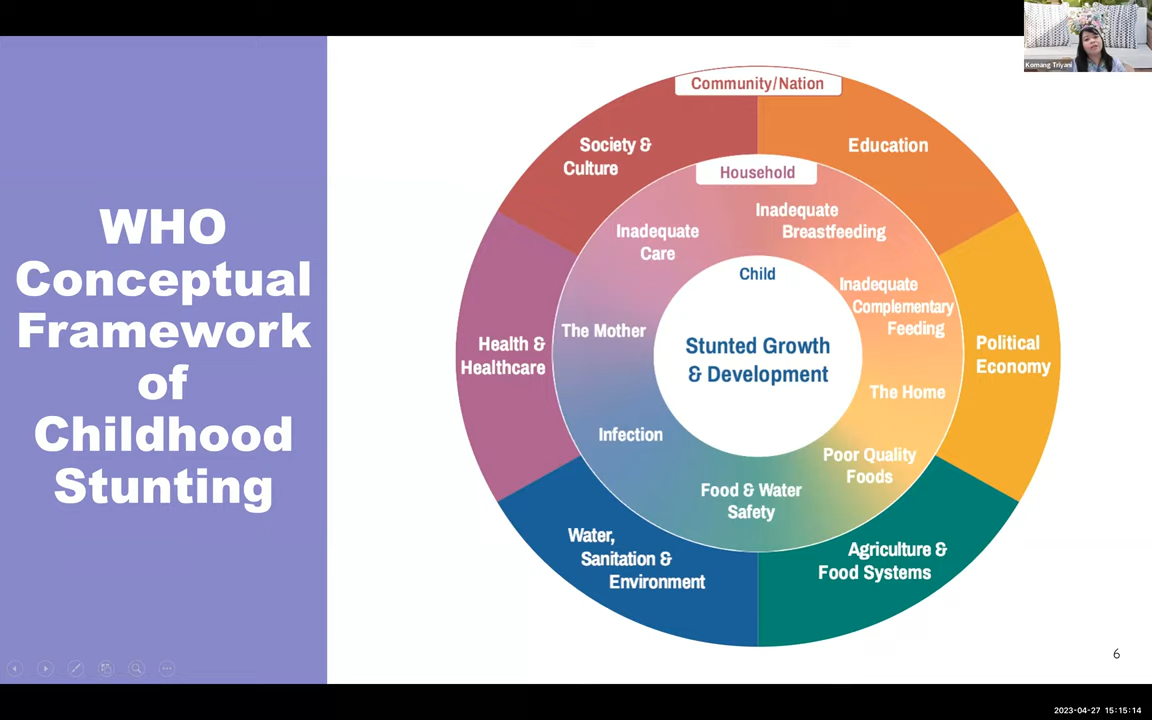 WHO
Conceptual
Framework
of
Childhood
Stunting
Community/Nation
Society &
Culture
Education
Household
Inadequate
Breastfeeding
Inadequate
Care
Child
Inadequate
Complementary
Feeding
The Mother
Health &
Healthcare
Stunted Growth
& Development
Political
Economy
The Home
Infection
Poor Quality
Foods
Food & Water
Safety
Water,
Sanitation &
Environment
Agriculture &
Food Systems
6
Komang Triyani
2023-04-27 15:15:14